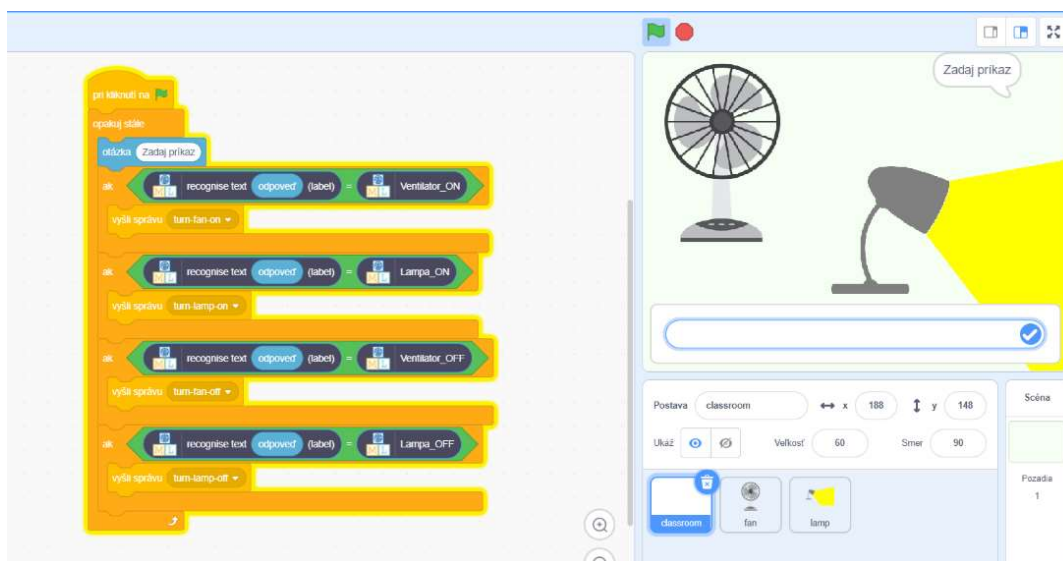 pri kliknutí na
opakuj stále
otázka Zadaj príkaz
ak recognise text odpoveď (label) = Ventilator_ON
vyšli správu turn-fan-on
ak recognise text odpoveď (label) = Lampa_ON
vyšli správu turn-lamp-on
ak recognise text odpoveď (label) = Ventilator_OFF
vyšli správu turn-fan-off
ak recognise text odpoveď (label) = Lampa_OFF
vyšli správu turn-lamp-off
Zadaj príkaz
Postava classroom x 188 y 148
Ukáž Veľkosť 60 Smer 90
classroom fan lamp
Scéna
Pozadia
1